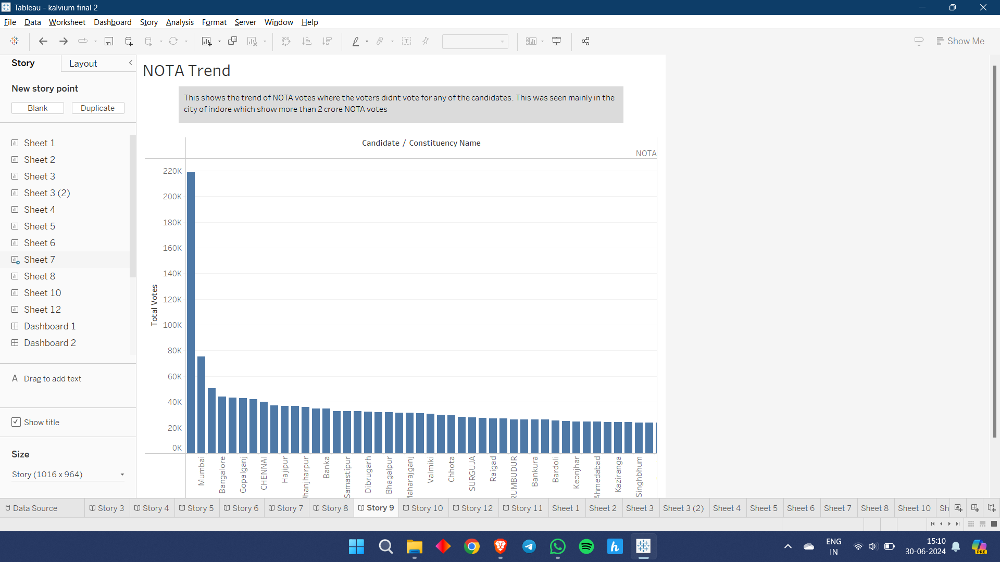 Tableau - kalvium final 2
File Data Worksheet Dashboard Story Analysis Format Server Window Help
Show Me
Story Layout
New story point
Blank Duplicate
Sheet 1
Sheet 2
Sheet 3
Sheet 3 (2)
Sheet 4
Sheet 5
Sheet 6
Sheet 7
Sheet 8
Sheet 10
Sheet 12
Dashboard 1
Dashboard 2
A Drag to add text
Show title
Size
Story (1016 x 964)
NOTA Trend
This shows the trend of NOTA votes where the voters didnt vote for any of the candidates. This was seen mainly in the
city of indore which show more than 2 crore NOTA votes
Candidate / Constituency Name
NOTA
Total Votes
220K
200K
180K
160K
140K
120K
100K
80K
60K
40K
20K
0K
Mumbai
Bangalore
Gopalganj
CHENNAI
Hajipur
Jhanjharpur
Banka
Samastipur
Dibrugarh
Bhagalpur
Maharajganj
Valmiki
Chhota
SURGUJA
Raigad
RUMBUDUR
Bankura
Bardoli
Keonjhar
Ahmedabad
Kaziranga
Singhbhum
Data Source Story 3 Story 4 Story 5 Story 6 Story 7 Story 8 Story 9 Story 10 Story 12 Story 11 Sheet 1 Sheet 2 Sheet 3 Sheet 3 (2) Sheet 4 Sheet 5 Sheet 6 Sheet 7 Sheet 8 Sheet 10 Sh
ENG
IN
15:10
30-06-2024
PRE